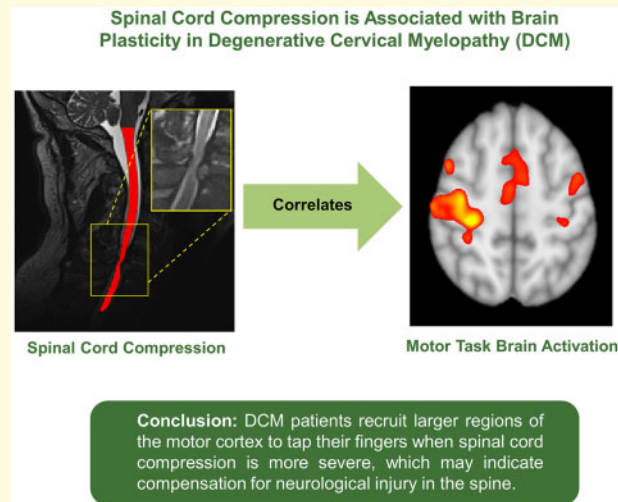 Spinal Cord Compression is Associated with Brain
Plasticity in Degenerative Cervical Myelopathy (DCM)
Correlates
Spinal Cord Compression
Motor Task Brain Activation
Conclusion: DCM patients recruit larger regions of
the motor cortex to tap their fingers when spinal cord
compression is more severe, which may indicate
compensation for neurological injury in the spine.